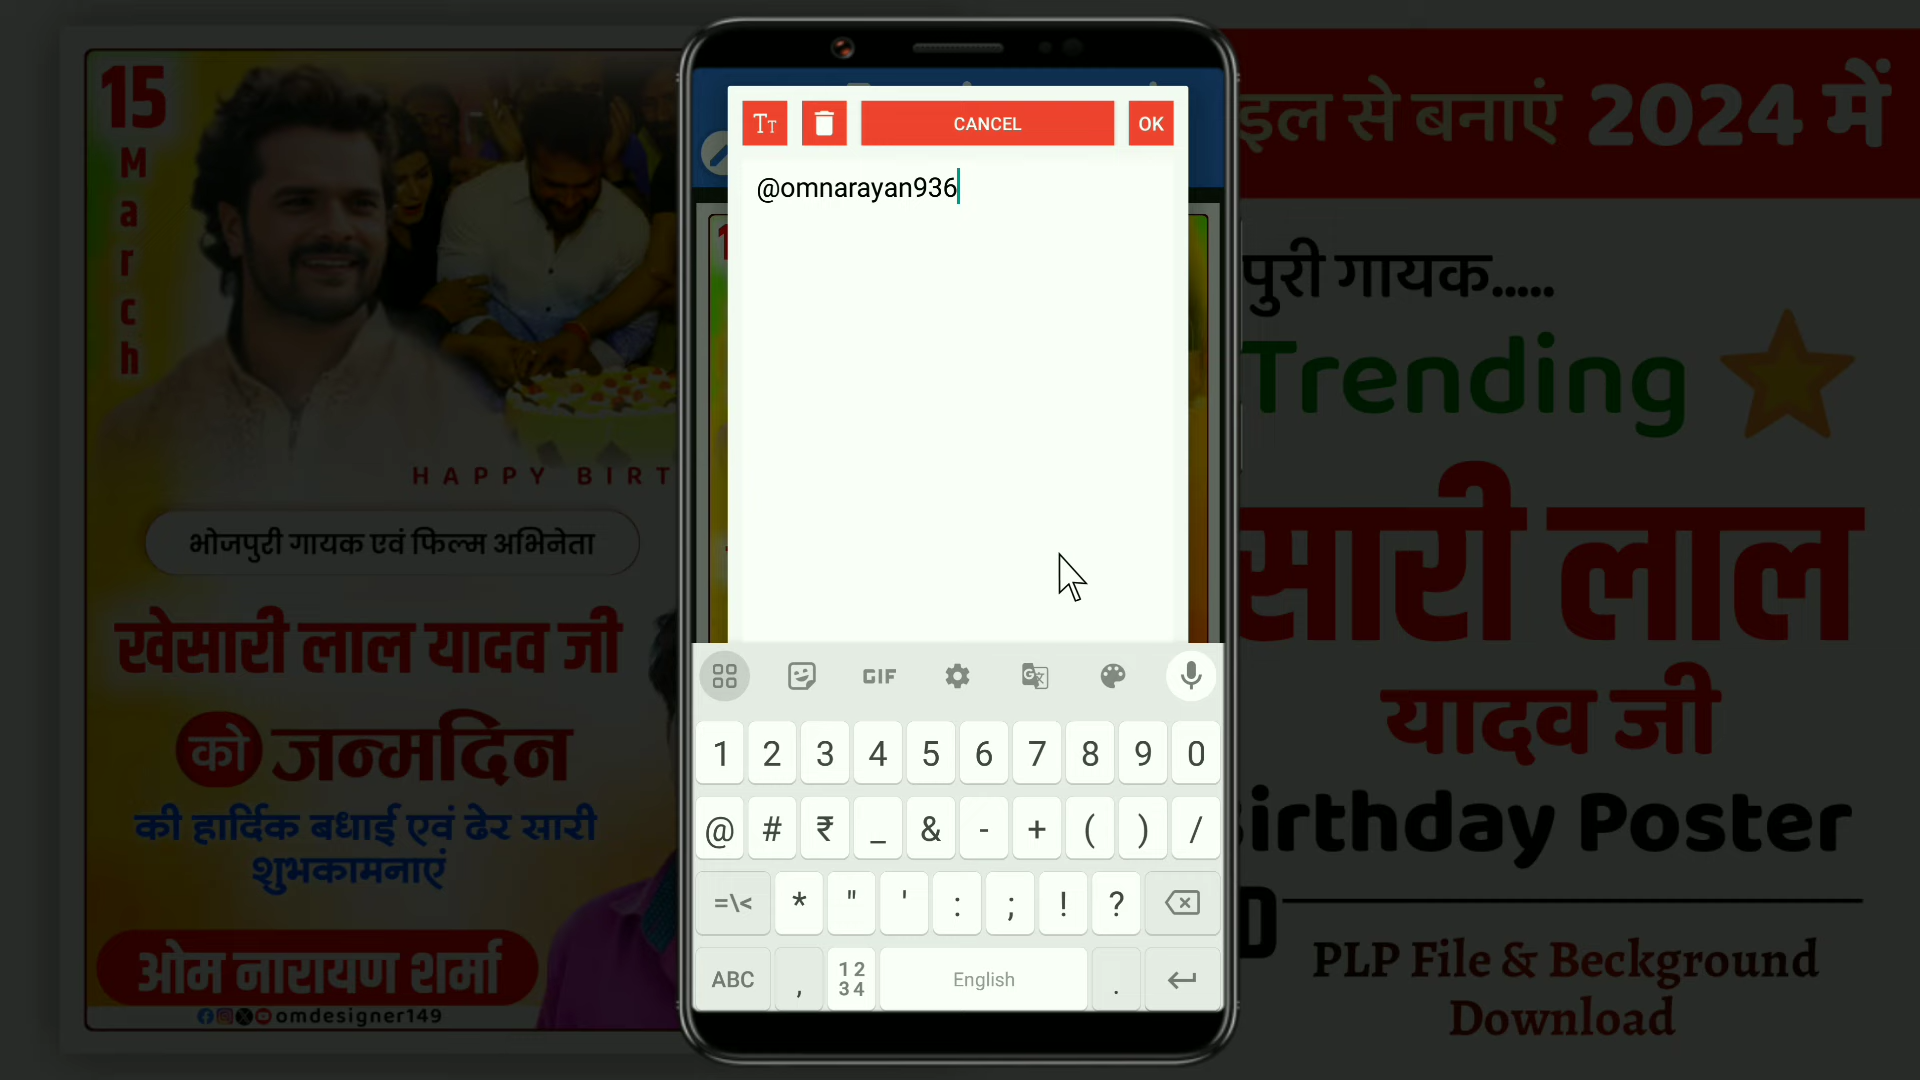 15
March
HAPPY BIRT
भोजपुरी गायक एवं फिल्म अभिनेता
खेसारी लाल यादव जी
को जन्मदिन
की हार्दिक बधाई एवं ढेर सारी
शुभकामनाएं
ओम नारायण शर्मा
omdesigner149
Tт
CANCEL
OK
@omnarayan936
GIF
1 2 3 4 5 6 7 8 9 0
@ # ₹ _ & - + ( ) /
=\< * " ' : ; ! ?
ABC , 12 34 English .
इल से बनाएं 2024 में
पुरी गायक.....
Trending
सारी लाल
यादव जी
irthday Poster
D
PLP File & Beckground
Download